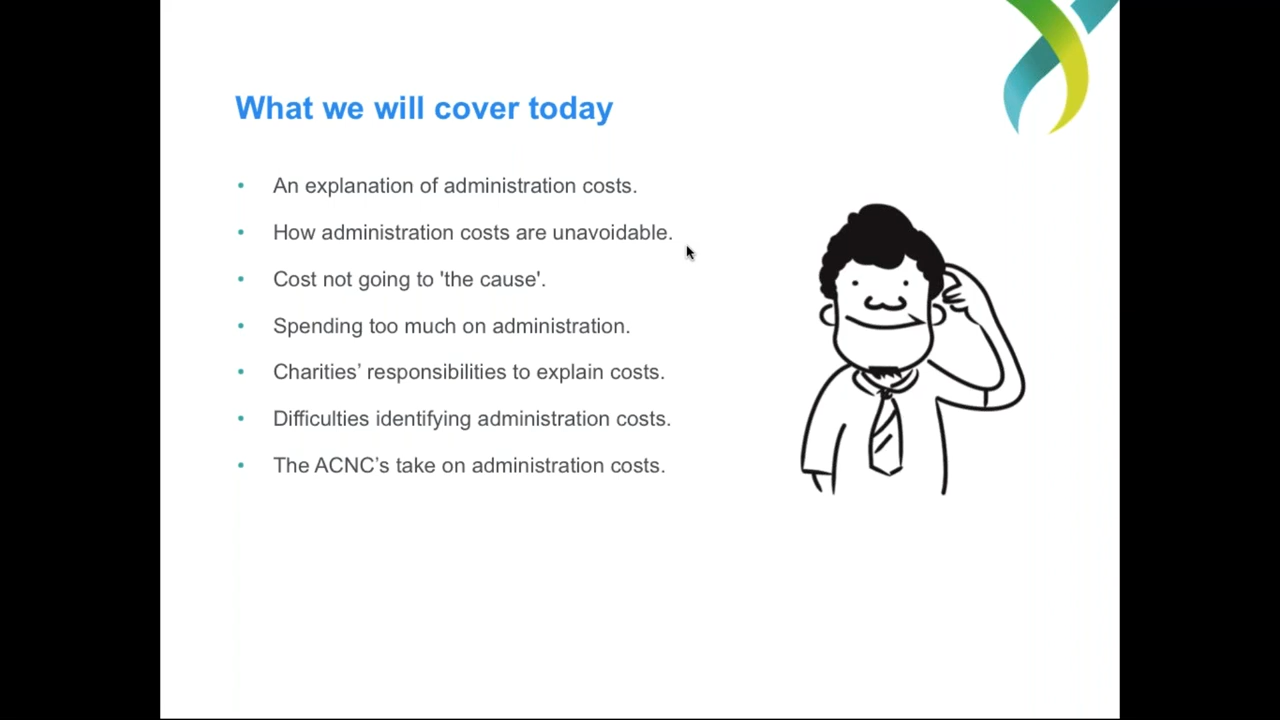 What we will cover today
• An explanation of administration costs.
• How administration costs are unavoidable.
• Cost not going to 'the cause'.
• Spending too much on administration.
• Charities’ responsibilities to explain costs.
• Difficulties identifying administration costs.
• The ACNC’s take on administration costs.